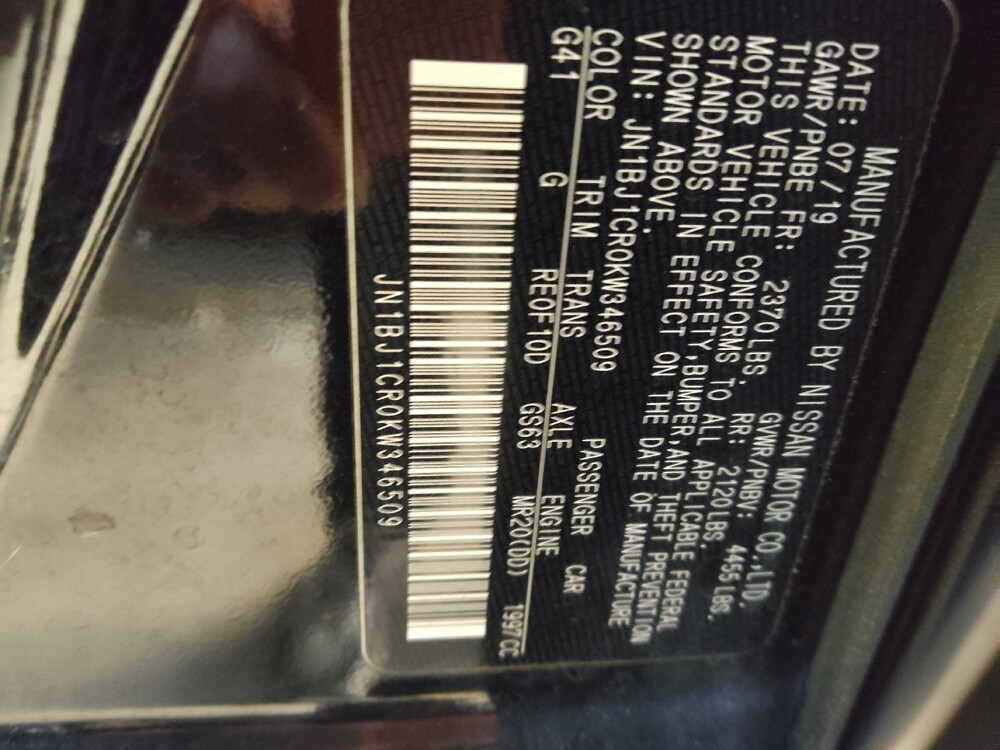 MANUFACTURED BY NISSAN MOTOR CO.,LTD.
DATE: 07/19 GVWR/PNBV: 4455LBS.
GAWR/PNBE FR: 2370LBS. RR: 2120LBS.
THIS VEHICLE CONFORMS TO ALL APPLICABLE FEDERAL
MOTOR VEHICLE SAFETY,BUMPER,AND THEFT PREVENTION
STANDARDS IN EFFECT ON THE DATE OF MANUFACTURE
SHOWN ABOVE.
VIN: JN1BJ1CR0KW346509 PASSENGER CAR
COLOR TRIM TRANS AXLE ENGINE
G41 G RE0F10D GS63 MR20(DD) 1997CC
JN1BJ1CR0KW346509